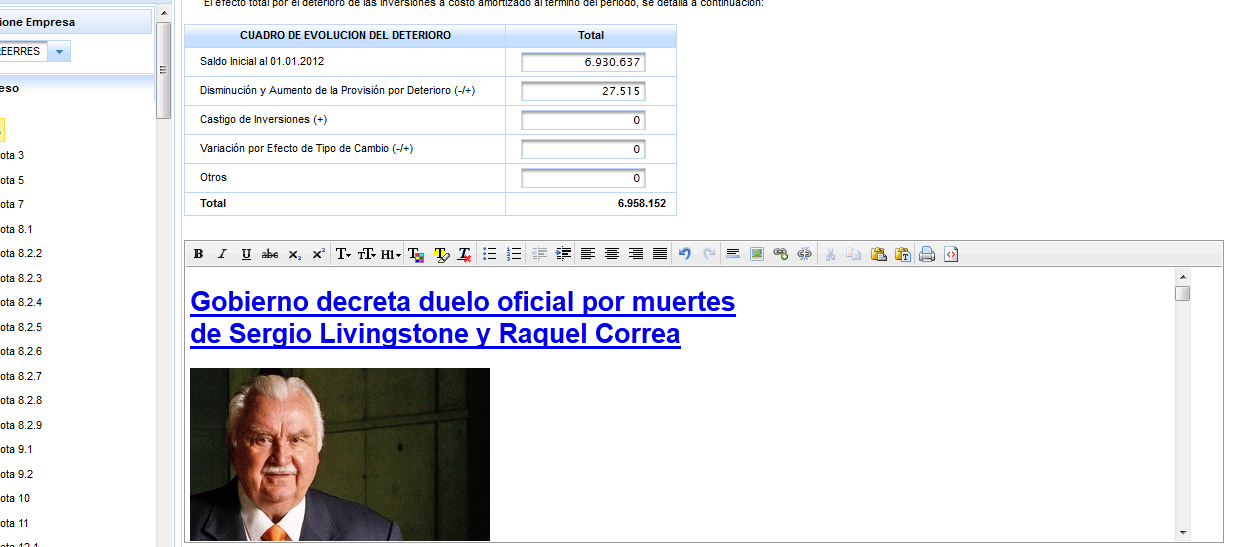 El efecto total por el deterioro de las inversiones a costo amortizado al término del período, se detalla a continuación:
ione Empresa
EERRES
eso
ota 3
ota 5
ota 7
ota 8.1
ota 8.2.2
ota 8.2.3
ota 8.2.4
ota 8.2.5
ota 8.2.6
ota 8.2.7
ota 8.2.8
ota 8.2.9
ota 9.1
ota 9.2
ota 10
ota 11
ota 12.1
CUADRO DE EVOLUCION DEL DETERIORO Total
Saldo Inicial al 01.01.2012 6.930.637
Disminución y Aumento de la Provisión por Deterioro (-/+) 27.515
Castigo de Inversiones (+) 0
Variación por Efecto de Tipo de Cambio (-/+) 0
Otros 0
Total 6.958.152
Gobierno decreta duelo oficial por muertes
de Sergio Livingstone y Raquel Correa